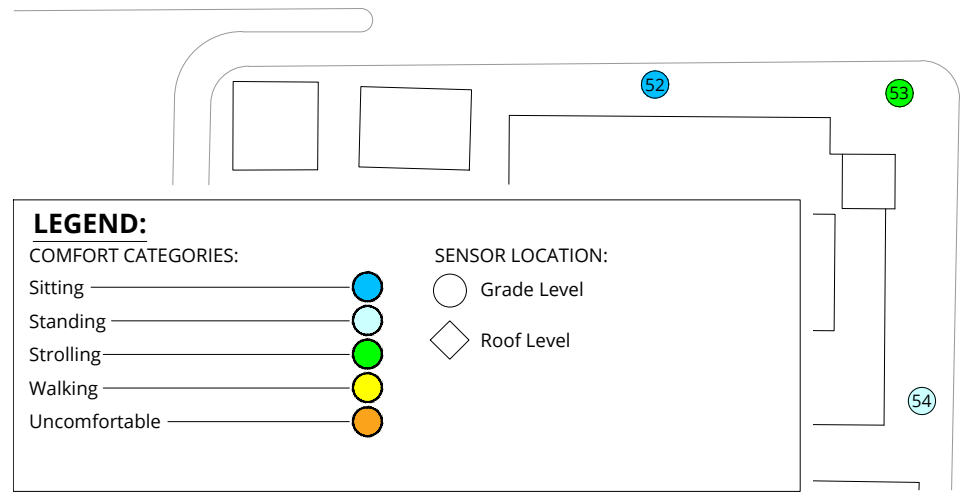 52
53
LEGEND:
COMFORT CATEGORIES:
Sitting
Standing
Strolling
Walking
Uncomfortable
SENSOR LOCATION:
Grade Level
Roof Level
54